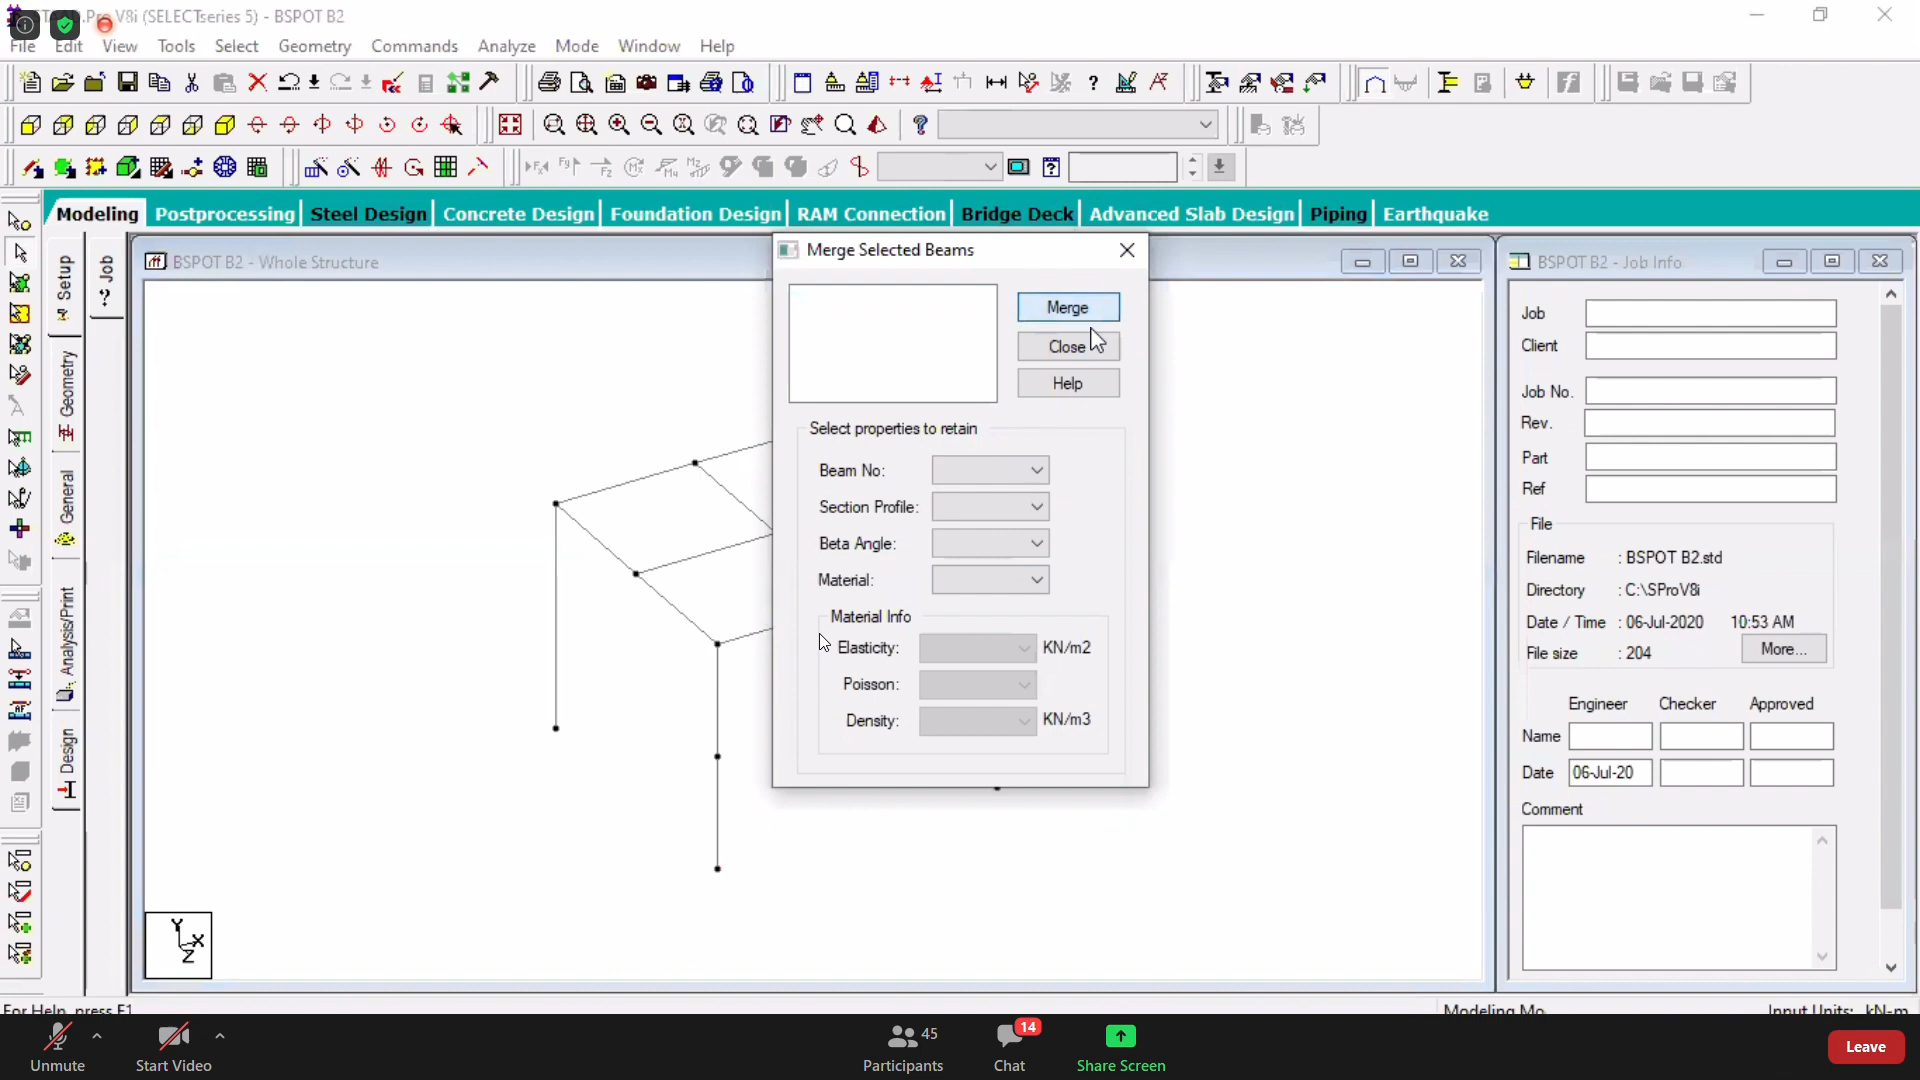 .Pro V8i (SELECTseries 5) - BSPOT B2
File Edit View Tools Select Geometry Commands Analyze Mode Window Help
Modeling Postprocessing Steel Design Concrete Design Foundation Design RAM Connection Bridge Deck Advanced Slab Design Piping Earthquake
Setup
Geometry
General
Analysis/Print
Design
Job
BSPOT B2 - Whole Structure
Merge Selected Beams
Merge
Close
Help
Select properties to retain
Beam No:
Section Profile:
Beta Angle:
Material:
Material Info
Elasticity: KN/m2
Poisson:
Density: KN/m3
Y
X
Z
BSPOT B2 - Job Info
Job
Client
Job No.
Rev.
Part
Ref
File
Filename : BSPOT B2.std
Directory : C:\SProV8i
Date / Time : 06-Jul-2020 10:53 AM
File size : 204
More...
Engineer Checker Approved
Name
Date 06-Jul-20
Comment
For Help, press F1 Modeling Mo Input Units: kN-m
Unmute
Start Video
45
Participants
14
Chat
Share Screen
Leave